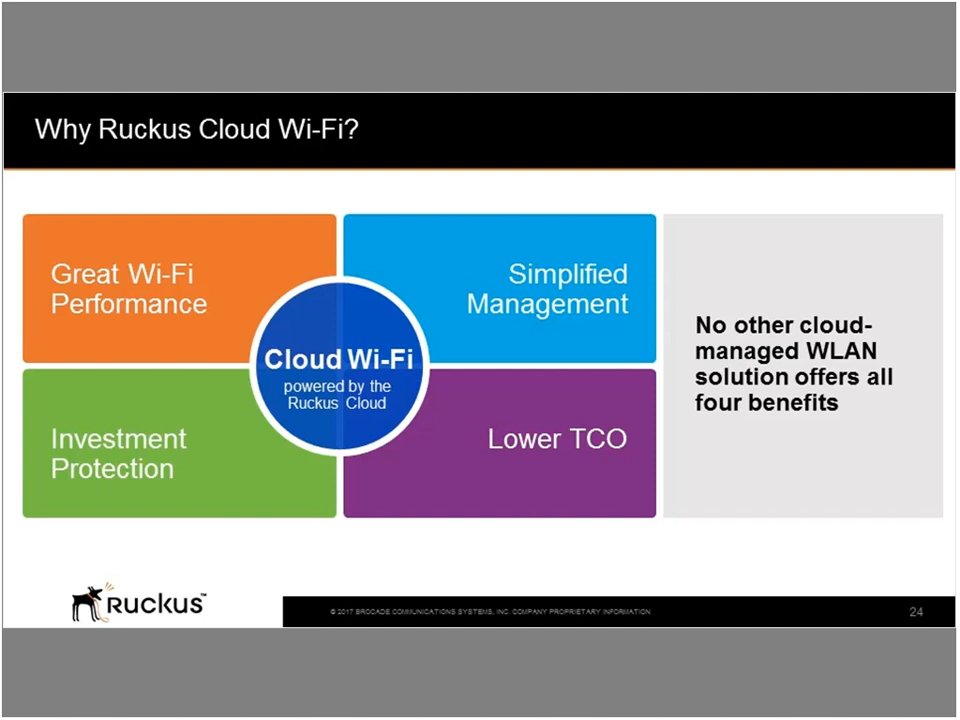 Why Ruckus Cloud Wi-Fi?
Great Wi-Fi
Performance
Simplified
Management
Cloud Wi-Fi
powered by the
Ruckus Cloud
Investment
Protection
Lower TCO
No other cloud-
managed WLAN
solution offers all
four benefits
Ruckus™
© 2017 BROCADE COMMUNICATIONS SYSTEMS, INC. COMPANY PROPRIETARY INFORMATION
24